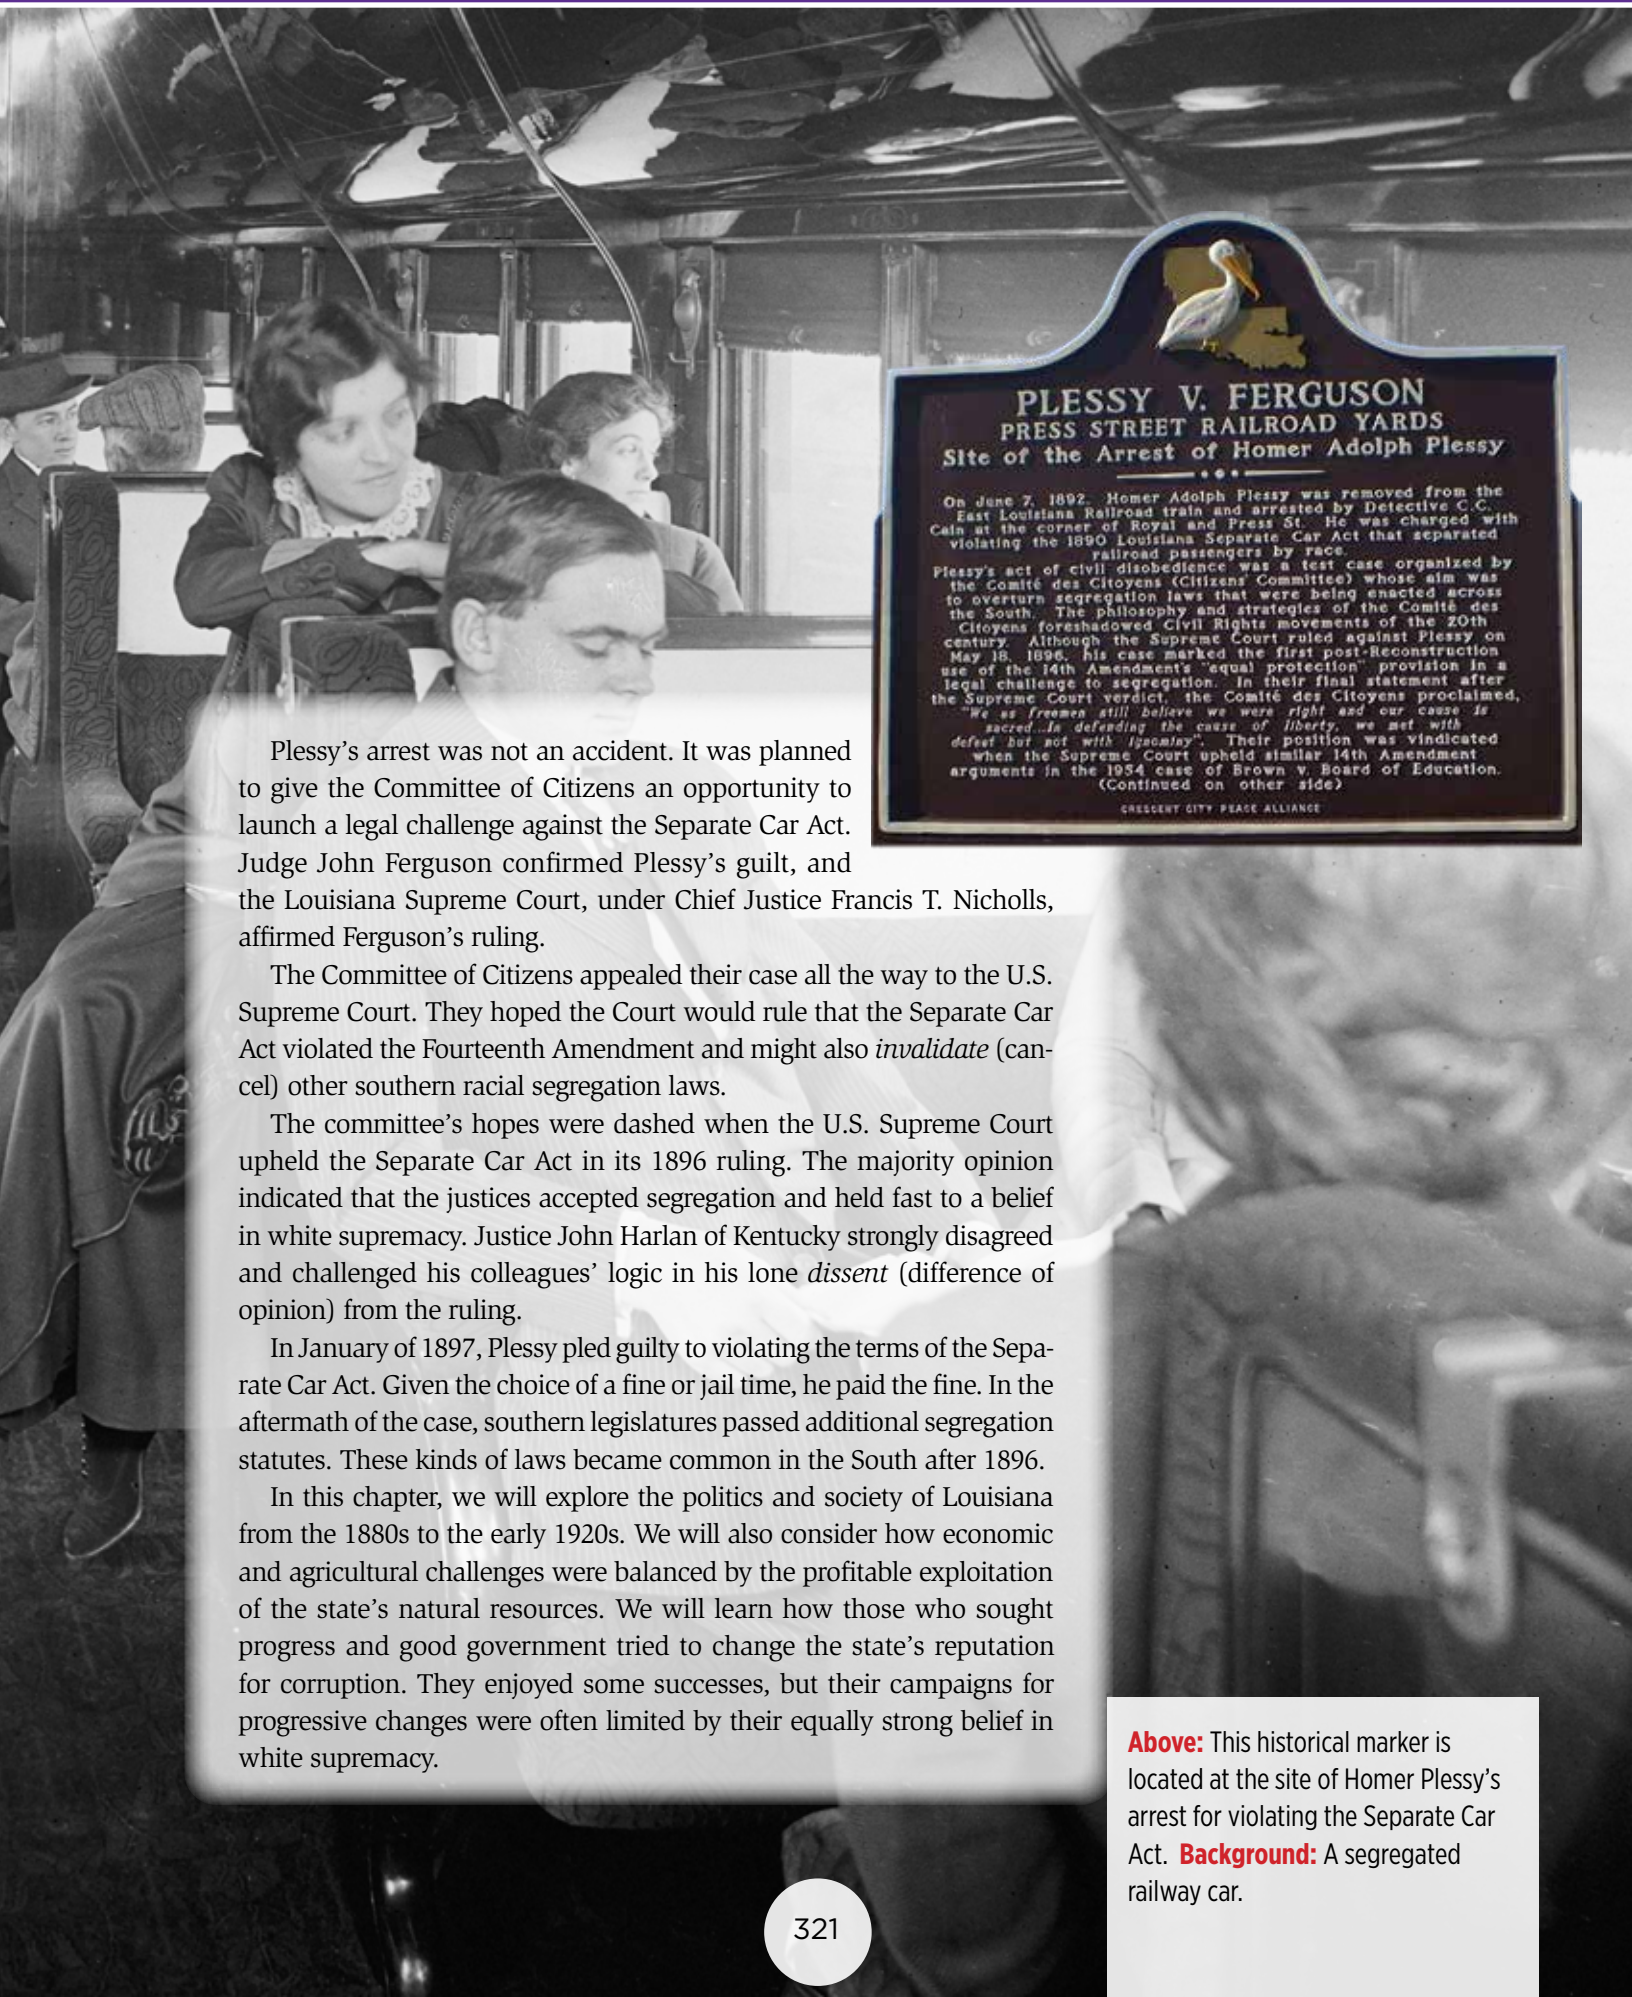 PLESSY V. FERGUSON
PRESS STREET RAILROAD YARDS
Site of the Arrest of Homer Adolph Plessy
On June 7, 1892, Homer Adolph Plessy was removed from the
East Louisiana Railroad train and arrested by Detective C.C.
Cain at the corner of Royal and Press St. He was charged with
violating the 1890 Louisiana Separate Car Act that separated
railroad passengers by race.
Plessy's act of civil disobedience was a test case organized by
the Comité des Citoyens (Citizens' Committee) whose aim was
to overturn segregation laws that were being enacted across
the South. The philosophy and strategies of the Comité des
Citoyens foreshadowed Civil Rights movements of the 20th
century. Although the Supreme Court ruled against Plessy on
May 18, 1896, his case marked the first post-Reconstruction
use of the 14th Amendment's "equal protection" provision in a
legal challenge to segregation. In their final statement after
the Supreme Court verdict, the Comité des Citoyens proclaimed,
"We as freemen still believe we were right and our cause is
sacred...In defending the cause of liberty, we met with
defeat but not with ignominy". Their position was vindicated
when the Supreme Court upheld similar 14th Amendment
arguments in the 1954 case of Brown v. Board of Education.
(Continued on other side)
CRESCENT CITY PEACE ALLIANCE
Plessy's arrest was not an accident. It was planned
to give the Committee of Citizens an opportunity to
launch a legal challenge against the Separate Car Act.
Judge John Ferguson confirmed Plessy's guilt, and
the Louisiana Supreme Court, under Chief Justice Francis T. Nicholls,
affirmed Ferguson's ruling.
The Committee of Citizens appealed their case all the way to the U.S.
Supreme Court. They hoped the Court would rule that the Separate Car
Act violated the Fourteenth Amendment and might also invalidate (can-
cel) other southern racial segregation laws.
The committee's hopes were dashed when the U.S. Supreme Court
upheld the Separate Car Act in its 1896 ruling. The majority opinion
indicated that the justices accepted segregation and held fast to a belief
in white supremacy. Justice John Harlan of Kentucky strongly disagreed
and challenged his colleagues' logic in his lone dissent (difference of
opinion) from the ruling.
In January of 1897, Plessy pled guilty to violating the terms of the Sepa-
rate Car Act. Given the choice of a fine or jail time, he paid the fine. In the
aftermath of the case, southern legislatures passed additional segregation
statutes. These kinds of laws became common in the South after 1896.
In this chapter, we will explore the politics and society of Louisiana
from the 1880s to the early 1920s. We will also consider how economic
and agricultural challenges were balanced by the profitable exploitation
of the state's natural resources. We will learn how those who sought
progress and good government tried to change the state's reputation
for corruption. They enjoyed some successes, but their campaigns for
progressive changes were often limited by their equally strong belief in
white supremacy.
Above: This historical marker is
located at the site of Homer Plessy's
arrest for violating the Separate Car
Act. Background: A segregated
railway car.
321